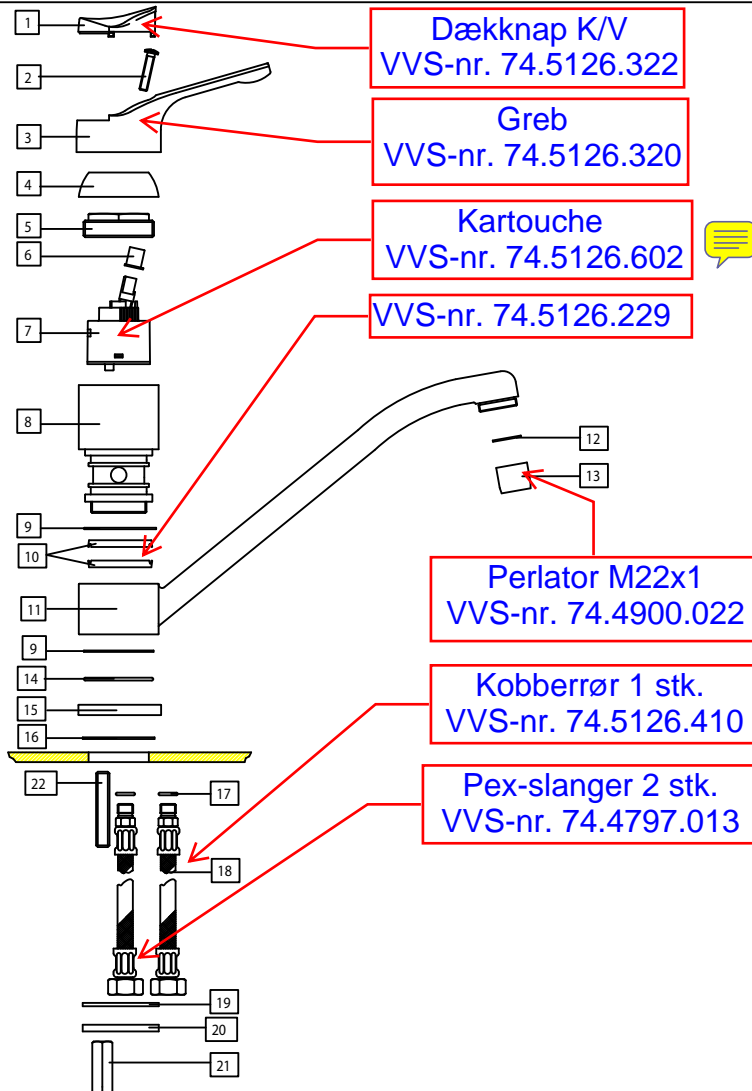 1
Dækknap K/V
VVS-nr. 74.5126.322
2
3
Greb
VVS-nr. 74.5126.320
4
5
6
Kartouche
VVS-nr. 74.5126.602
7
VVS-nr. 74.5126.229
8
12
13
9
10
11
Perlator M22x1
VVS-nr. 74.4900.022
9
14
15
16
Kobberrør 1 stk.
VVS-nr. 74.5126.410
22
17
Pex-slanger 2 stk.
VVS-nr. 74.4797.013
18
19
20
21